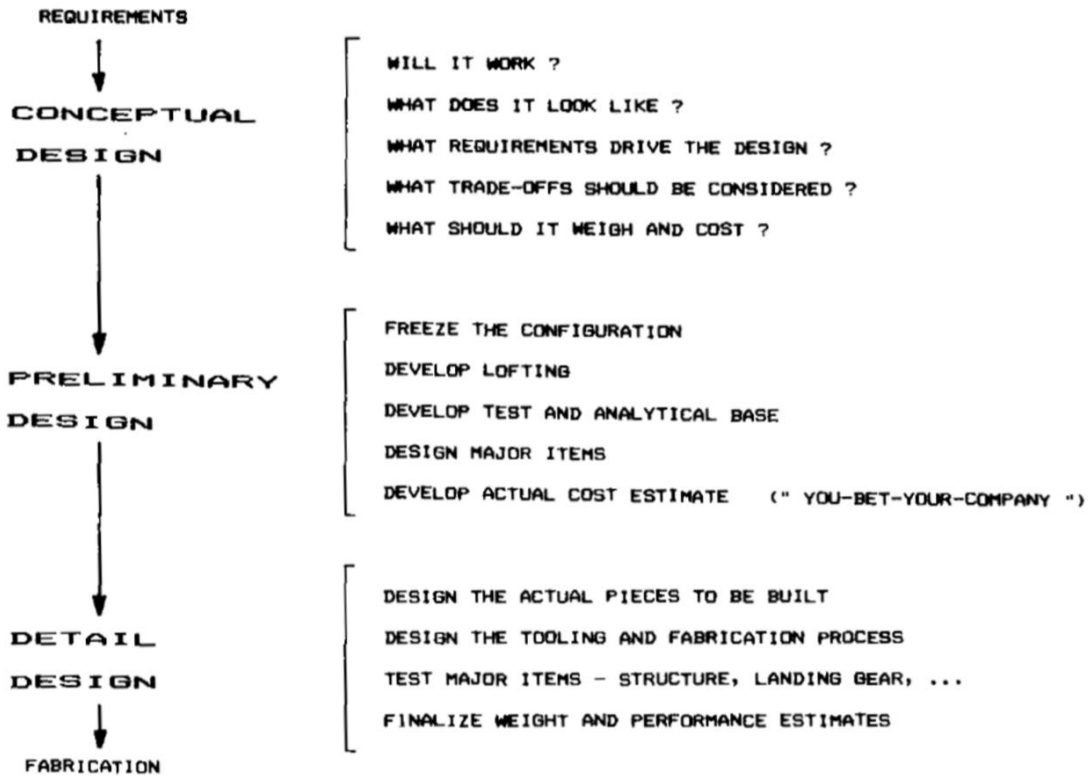 REQUIREMENTS
CONCEPTUAL
DESIGN
WILL IT WORK ?
WHAT DOES IT LOOK LIKE ?
WHAT REQUIREMENTS DRIVE THE DESIGN ?
WHAT TRADE-OFFS SHOULD BE CONSIDERED ?
WHAT SHOULD IT WEIGH AND COST ?
PRELIMINARY
DESIGN
FREEZE THE CONFIGURATION
DEVELOP LOFTING
DEVELOP TEST AND ANALYTICAL BASE
DESIGN MAJOR ITEMS
DEVELOP ACTUAL COST ESTIMATE (" YOU-BET-YOUR-COMPANY ")
DETAIL
DESIGN
DESIGN THE ACTUAL PIECES TO BE BUILT
DESIGN THE TOOLING AND FABRICATION PROCESS
TEST MAJOR ITEMS - STRUCTURE, LANDING GEAR, ...
FINALIZE WEIGHT AND PERFORMANCE ESTIMATES
FABRICATION